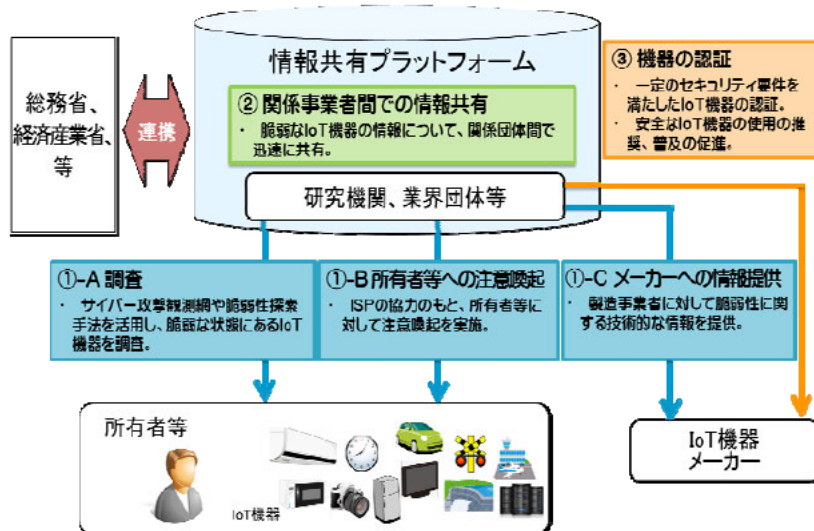 情報共有プラットフォーム
総務省、
経済産業省、
等
連携
② 関係事業者間での情報共有
・ 脆弱なIoT機器の情報について、関係団体間で
迅速に共有。
研究機関、業界団体等
③ 機器の認証
・ 一定のセキュリティ要件を
満たしたIoT機器の認証。
・ 安全なIoT機器の使用の推
奨、普及の促進。
①-A 調査
・ サイバー攻撃観測網や脆弱性探索
手法を活用し、脆弱な状態にあるIoT
機器を調査。
①-B 所有者等への注意喚起
・ ISPの協力のもと、所有者等に
対して注意喚起を実施。
①-C メーカーへの情報提供
・ 製造事業者に対して脆弱性に関
する技術的な情報を提供。
所有者等
IoT機器
IoT機器
メーカー